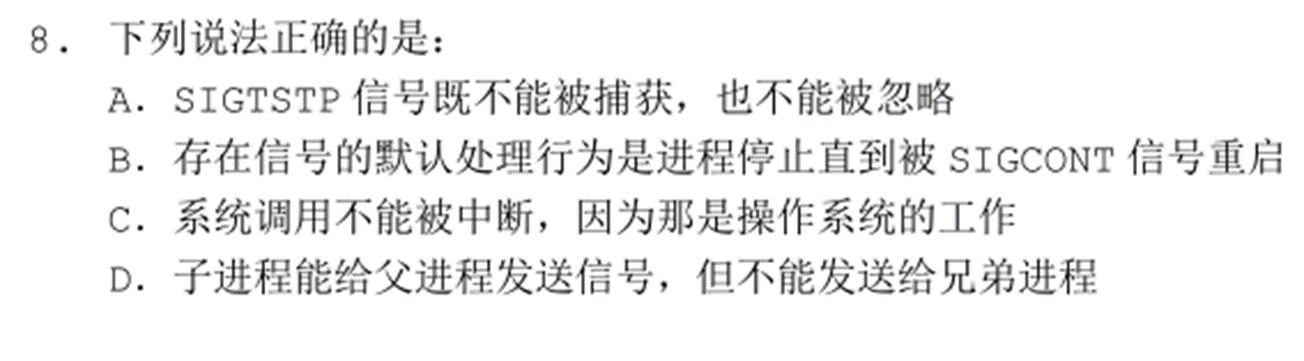 8. 下列说法正确的是：
A. SIGTSTP 信号既不能被捕获，也不能被忽略
B. 存在信号的默认处理行为是进程停止直到被 SIGCONT 信号重启
C. 系统调用不能被中断，因为那是操作系统的工作
D. 子进程能给父进程发送信号，但不能发送给兄弟进程